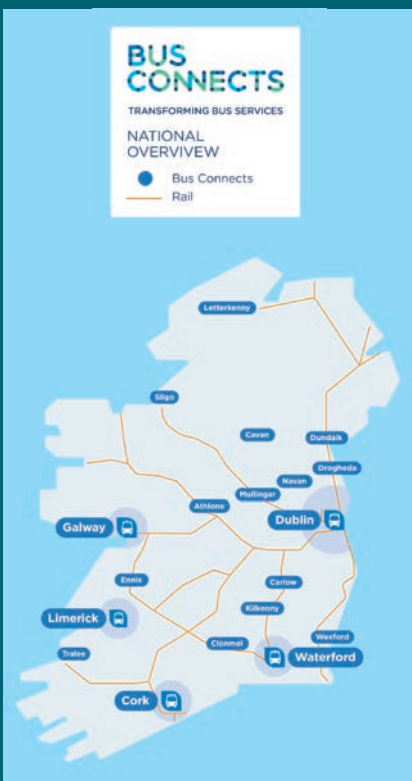 BUS
CONNECTS
TRANSFORMING BUS SERVICES
NATIONAL
OVERVIVEW
Bus Connects
Rail
Letterkenny
Sligo
Cavan
Dundalk
Drogheda
Navan
Mullingar
Athlone
Dublin
Galway
Ennis
Carlow
Limerick
Kilkenny
Tralee
Clonmel
Wexford
Waterford
Cork